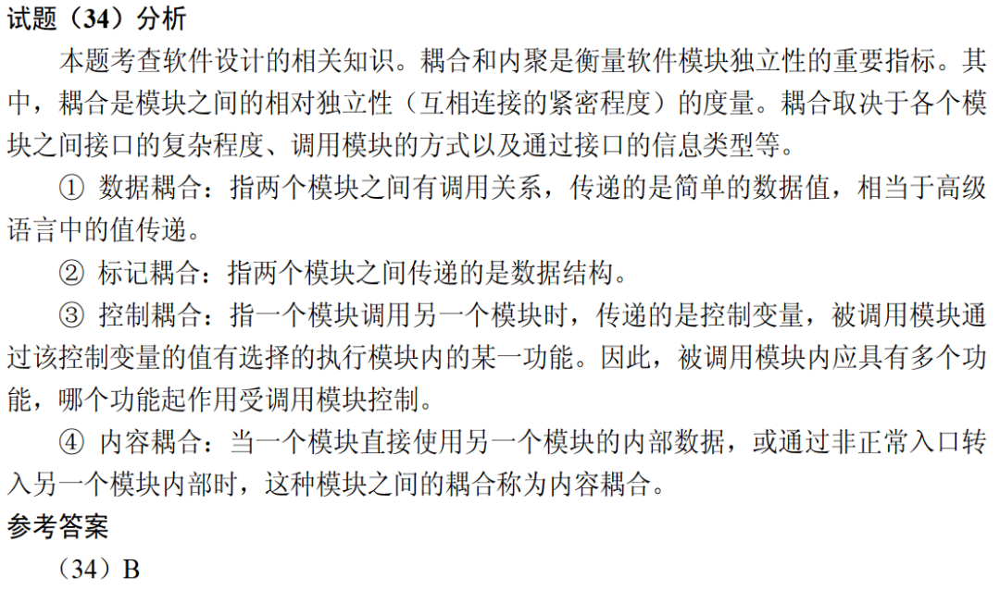 试题（34）分析
本题考查软件设计的相关知识。耦合和内聚是衡量软件模块独立性的重要指标。其
中，耦合是模块之间的相对独立性（互相连接的紧密程度）的度量。耦合取决于各个模
块之间接口的复杂程度、调用模块的方式以及通过接口的信息类型等。
① 数据耦合：指两个模块之间有调用关系，传递的是简单的数据值，相当于高级
语言中的值传递。
② 标记耦合：指两个模块之间传递的是数据结构。
③ 控制耦合：指一个模块调用另一个模块时，传递的是控制变量，被调用模块通
过该控制变量的值有选择的执行模块内的某一功能。因此，被调用模块内应具有多个功
能，哪个功能起作用受调用模块控制。
④ 内容耦合：当一个模块直接使用另一个模块的内部数据，或通过非正常入口转
入另一个模块内部时，这种模块之间的耦合称为内容耦合。
参考答案
（34）B